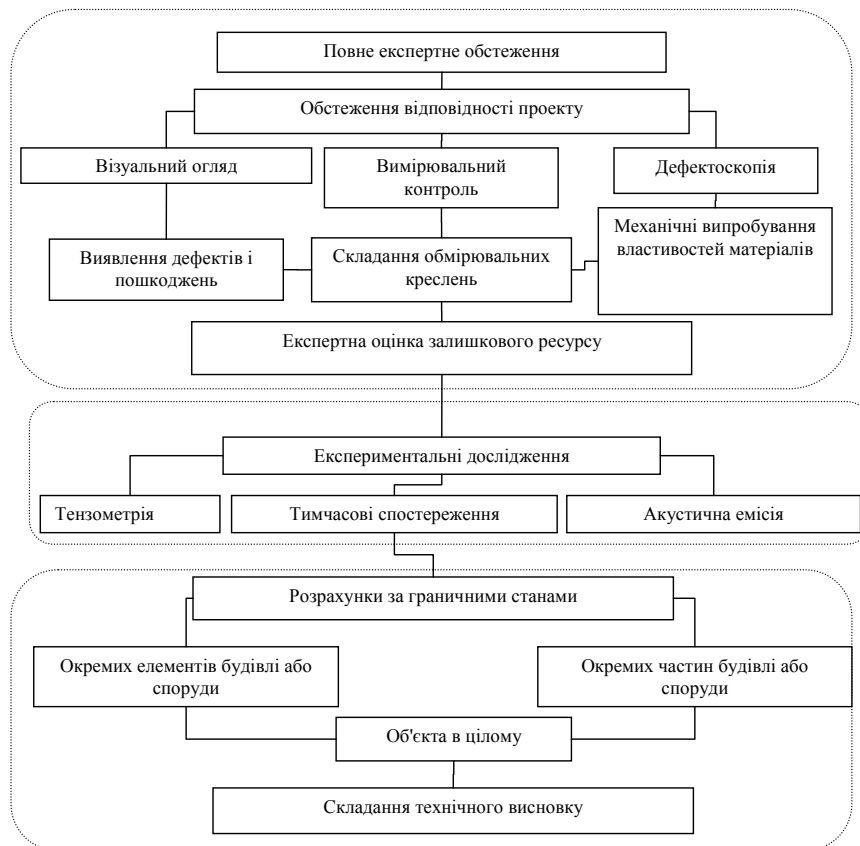 Повне експертне обстеження
Обстеження відповідності проекту
Візуальний огляд
Вимірювальний
контроль
Дефектоскопія
Виявлення дефектів і
пошкоджень
Складання обмірювальних
креслень
Механічні випробування
властивостей матеріалів
Експертна оцінка залишкового ресурсу
Експериментальні дослідження
Тензометрія
Тимчасові спостереження
Акустична емісія
Розрахунки за граничними станами
Окремих елементів будівлі або
споруди
Окремих частин будівлі або
споруди
Об'єкта в цілому
Складання технічного висновку